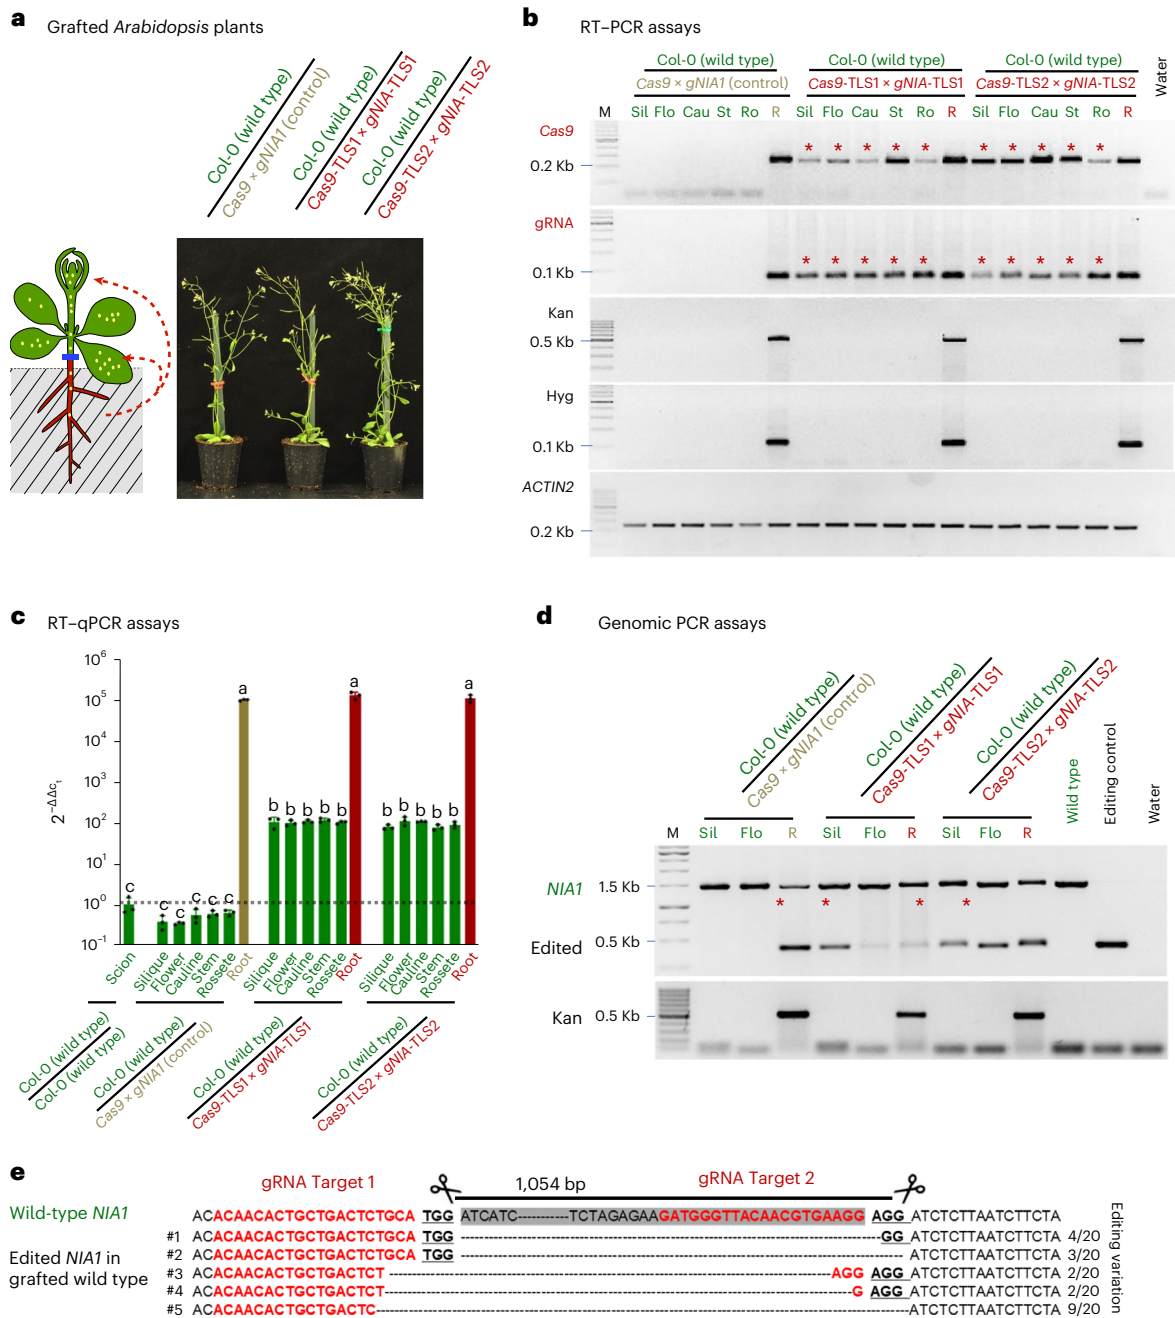 a Grafted Arabidopsis plants
Col-0 (wild type)
Cas9 × gNIA1 (control)
Col-0 (wild type)
Cas9-TLS1 × gNIA-TLS1
Col-0 (wild type)
Cas9-TLS2 × gNIA-TLS2
b RT–PCR assays
Col-0 (wild type) Col-0 (wild type) Col-0 (wild type)
Cas9 × gNIA1 (control) Cas9-TLS1 × gNIA-TLS1 Cas9-TLS2 × gNIA-TLS2 Water
M Sil Flo Cau St Ro R Sil Flo Cau St Ro R Sil Flo Cau St Ro R
Cas9
* * * * * * * * * *
0.2 Kb
gRNA
* * * * * * * * * *
0.1 Kb
Kan
0.5 Kb
Hyg
0.1 Kb
ACTIN2
0.2 Kb
c RT–qPCR assays
2^−ΔΔCt
10^6
10^5
10^4
10^3
10^2
10^1
10^0
10^−1
c c c c c c a b b b b b a b b b b b a
Scion Silique Flower Cauline Stem Rossete Root Silique Flower Cauline Stem Rossete Root Silique Flower Cauline Stem Rossete Root
Col-0 (wild type)
Col-0 (wild type)
Col-0 (wild type)
Cas9 × gNIA1 (control)
Col-0 (wild type)
Cas9-TLS1 × gNIA-TLS1
Col-0 (wild type)
Cas9-TLS2 × gNIA-TLS2
d Genomic PCR assays
Col-0 (wild type)
Cas9 × gNIA1 (control)
Col-0 (wild type)
Cas9-TLS1 × gNIA-TLS1
Col-0 (wild type)
Cas9-TLS2 × gNIA-TLS2
Wild type
Editing control
Water
M Sil Flo R Sil Flo R Sil Flo R
NIA1 1.5 Kb
* * * *
Edited 0.5 Kb
Kan 0.5 Kb
e gRNA Target 1 1,054 bp gRNA Target 2
Wild-type NIA1 ACACAACACTGCTGACTCTGCA TGG ATCATC----------TCTAGAGAAGATGGGTTACAACGTGAAGG AGG ATCTCTTAATCTTCTA
Edited NIA1 in grafted wild type
#1 ACACAACACTGCTGACTCTGCA TGG ----------GG ATCTCTTAATCTTCTA 4/20
#2 ACACAACACTGCTGACTCTGCA TGG ---------- ATCTCTTAATCTTCTA 3/20
#3 ACACAACACTGCTGACTCT ----------AGG AGG ATCTCTTAATCTTCTA 2/20
#4 ACACAACACTGCTGACTCT ----------G AGG ATCTCTTAATCTTCTA 2/20
#5 ACACAACACTGCTGACTC----------ATCTCTTAATCTTCTA 9/20
Editing variation